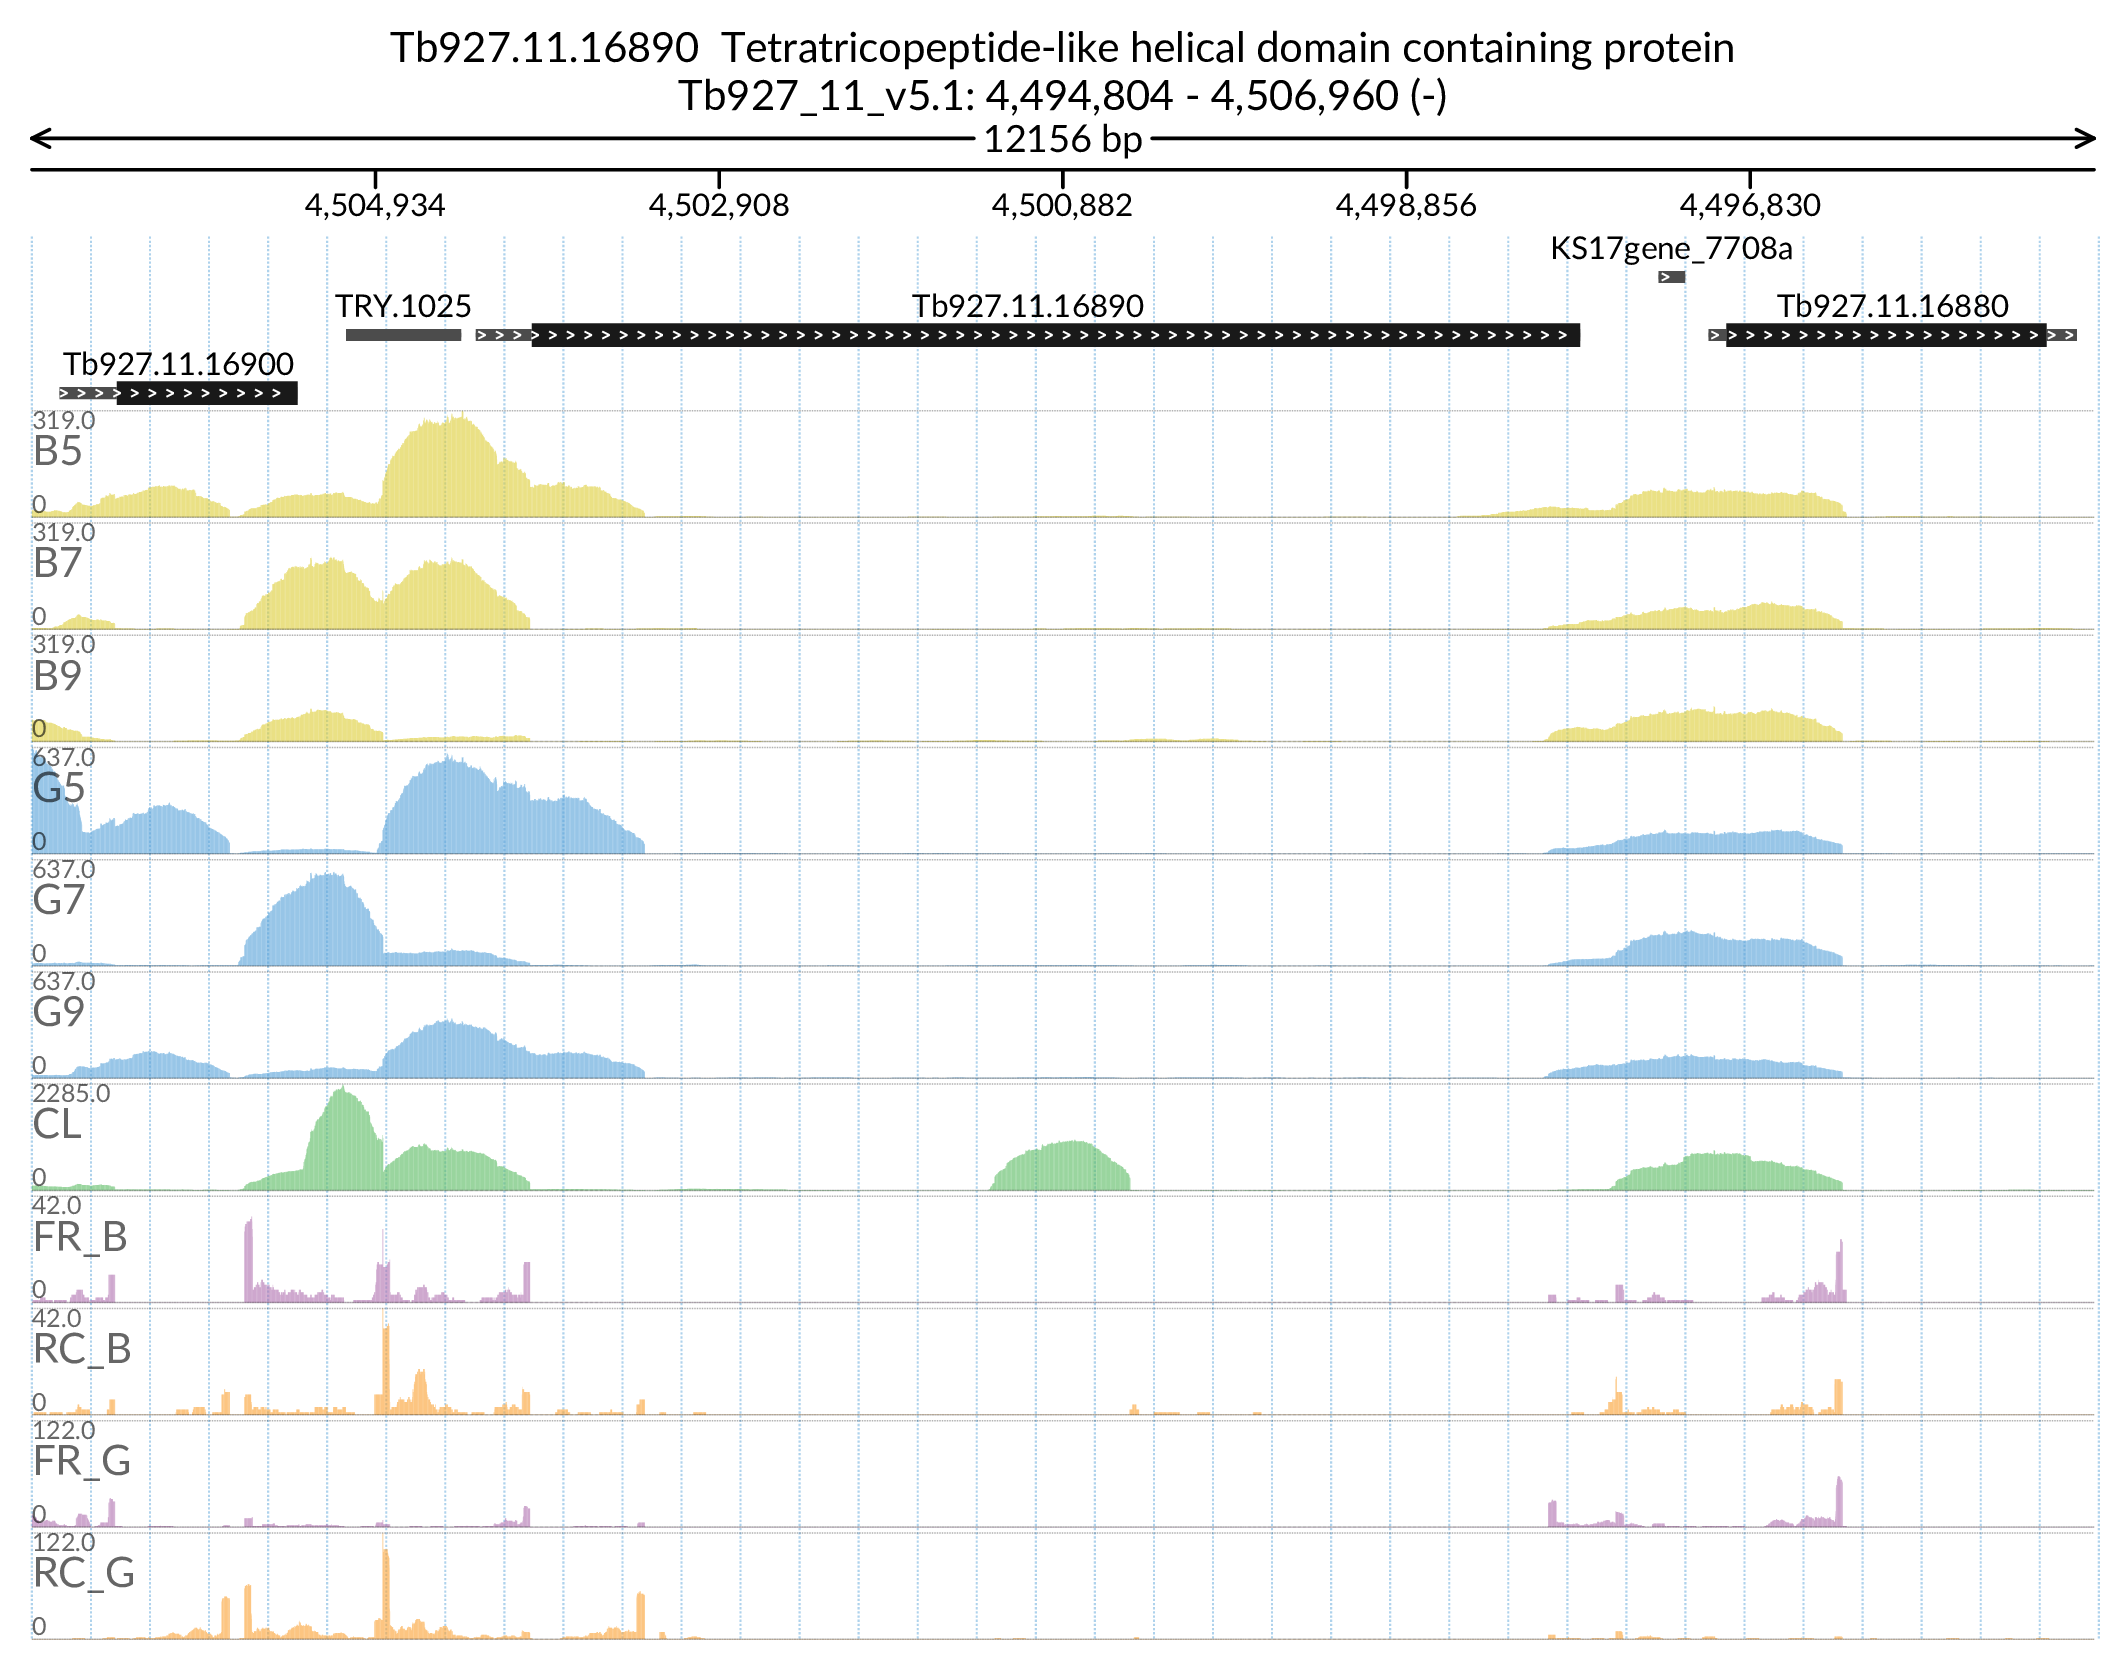 Tb927.11.16890  Tetratricopeptide-like helical domain containing protein
Tb927_11_v5.1: 4,494,804 - 4,506,960 (-)
12156 bp
4,504,934 4,502,908 4,500,882 4,498,856 4,496,830
KS17gene_7708a
TRY.1025 Tb927.11.16890 Tb927.11.16880
Tb927.11.16900
319.0
B5
0
319.0
B7
0
319.0
B9
0
637.0
G5
0
637.0
G7
0
637.0
G9
0
2285.0
CL
0
42.0
FR_B
0
42.0
RC_B
0
122.0
FR_G
0
122.0
RC_G
0